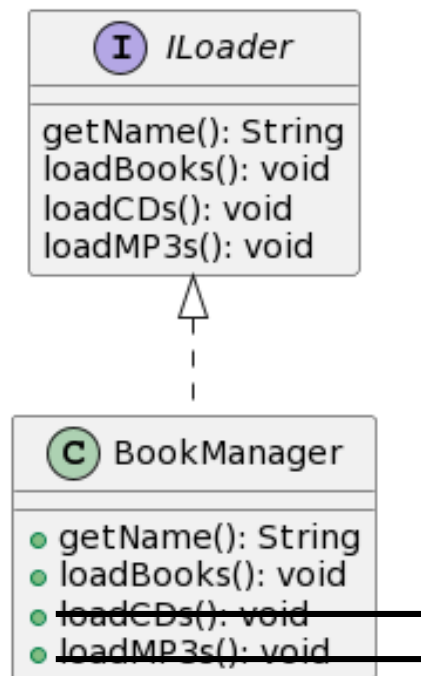 I ILoader
getName(): String
loadBooks(): void
loadCDs(): void
loadMP3s(): void
C BookManager
getName(): String
loadBooks(): void
loadCDs(): void
loadMP3s(): void